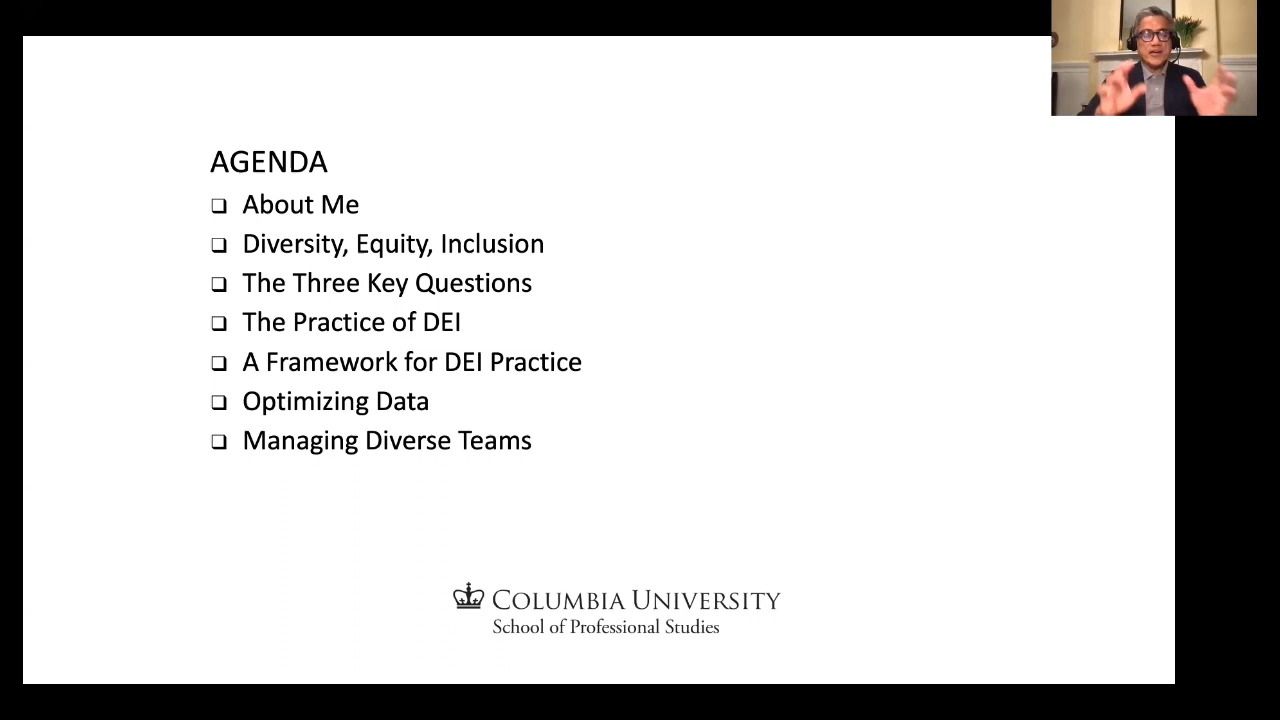 AGENDA
❑ About Me
❑ Diversity, Equity, Inclusion
❑ The Three Key Questions
❑ The Practice of DEI
❑ A Framework for DEI Practice
❑ Optimizing Data
❑ Managing Diverse Teams
COLUMBIA UNIVERSITY
School of Professional Studies